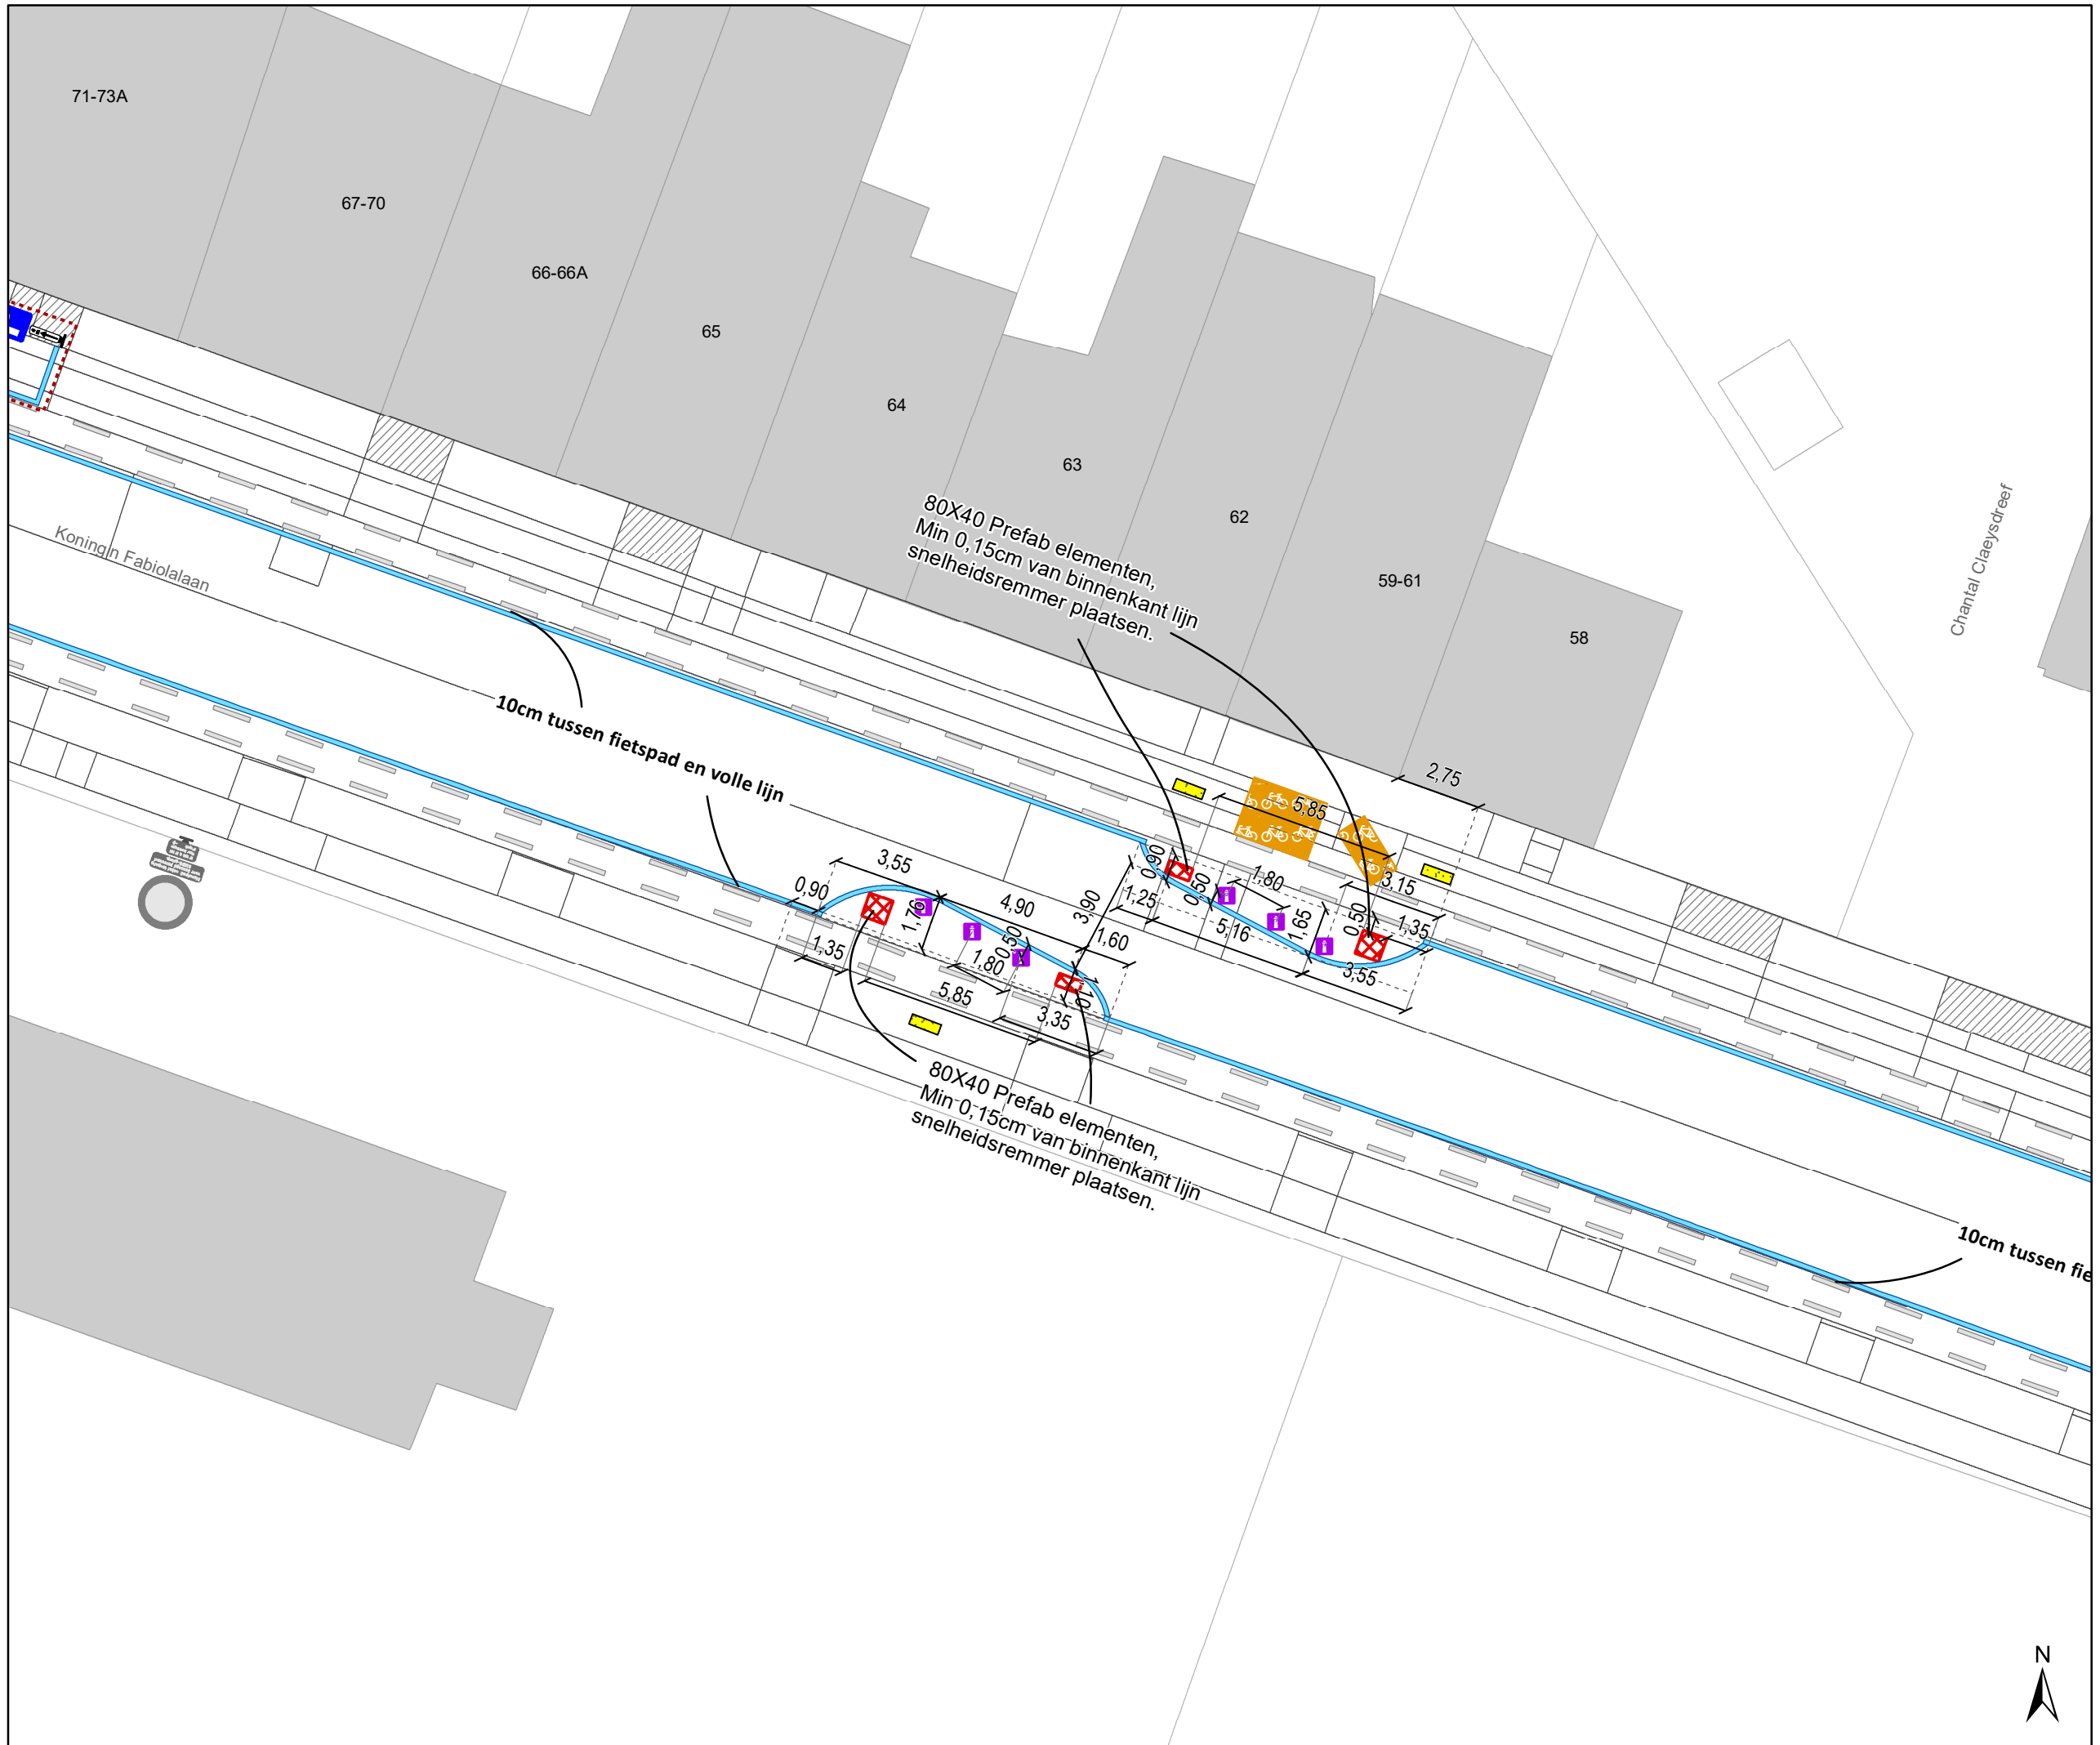 71-73A
67-70
66-66A
65
64
63
62
59-61
58
Chantal Claeysdreef
Koningin Fabiolalaan
80X40 Prefab elementen,
Min 0,15cm van binnenkant lijn
snelheidsremmer plaatsen.
10cm tussen fietspad en volle lijn
2,75
5,85
0,90
1,80
3,15
0,50
1,25
5,16
1,65
0,50
1,35
3,55
3,90
3,55
0,90
1,76
4,90
1,60
1,35
0,50
1,80
5,85
3,35
1,10
80X40 Prefab elementen,
Min 0,15cm van binnenkant lijn
snelheidsremmer plaatsen.
10cm tussen fie
N